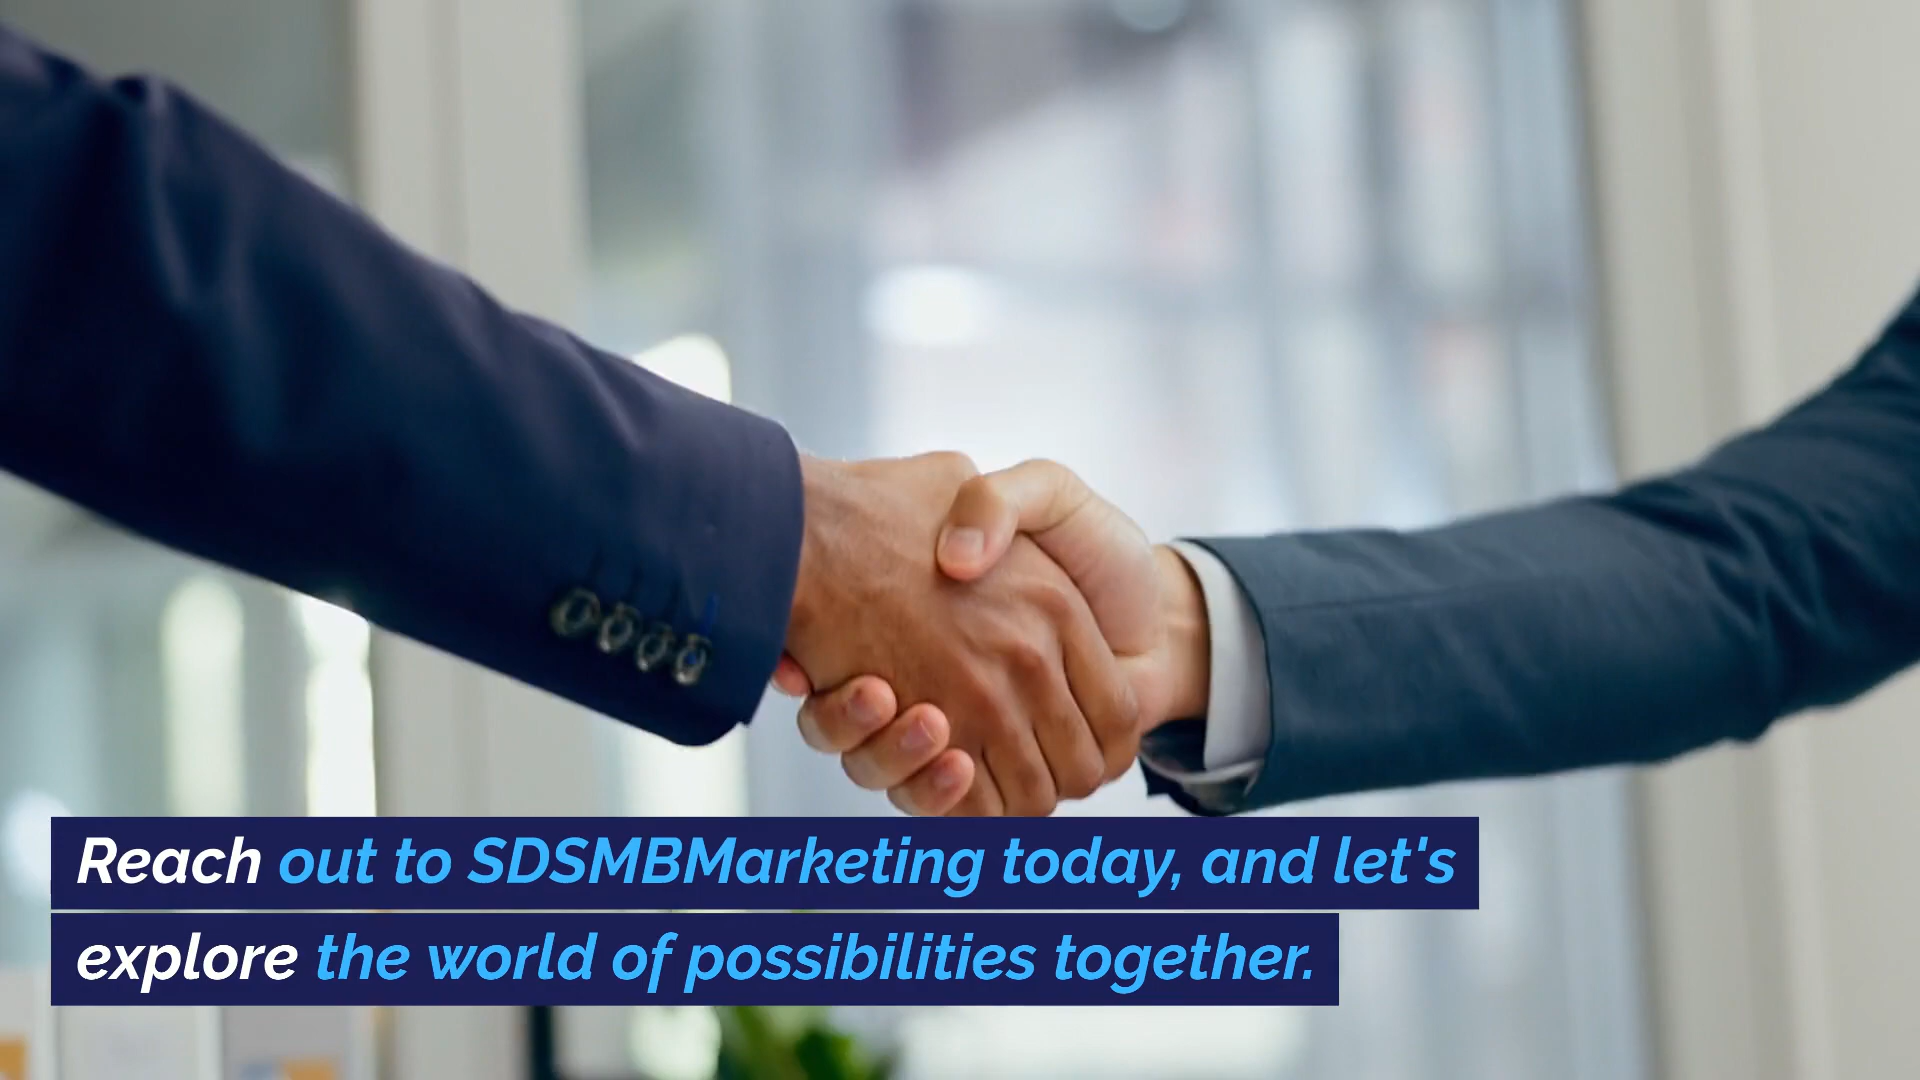 Reach out to SDSMBMarketing today, and let's
explore the world of possibilities together.